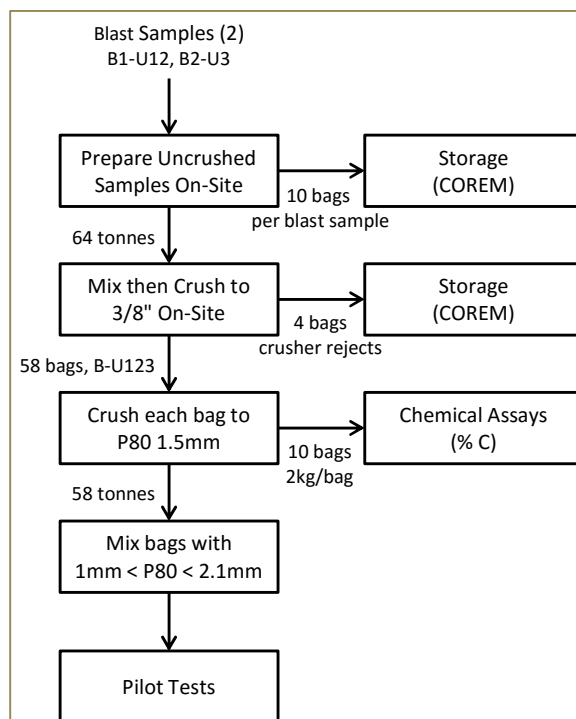 Blast Samples (2)
B1-U12, B2-U3
Prepare Uncrushed
Samples On-Site
10 bags
per blast sample
Storage
(COREM)
64 tonnes
Mix then Crush to
3/8" On-Site
4 bags
crusher rejects
Storage
(COREM)
58 bags, B-U123
Crush each bag to
P80 1.5mm
10 bags
2kg/bag
Chemical Assays
(% C)
58 tonnes
Mix bags with
1mm < P80 < 2.1mm
Pilot Tests